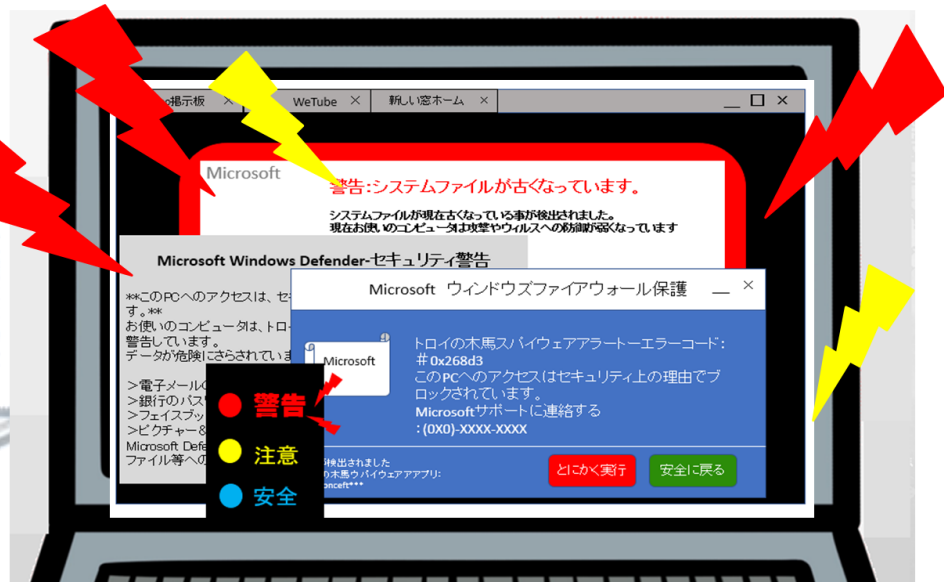 掲示板 ×
WeTube ×
新しい窓ホーム ×
Microsoft
警告:システムファイルが古くなっています。
システムファイルが現在古くなっている事が検出されました。
現在お使いのコンピュータは攻撃やウィルスへの防御が弱くなっています
Microsoft Windows Defender-セキュリティ警告
**このPCへのアクセスは、セ
す。**
お使いのコンピュータは、トロ
警告しています。
データが危険にさらされていま
>電子メール
>銀行のパス
>フェイスブッ
>ピクチャー&
Microsoft Defe
ファイル等への
Microsoft ウィンドウズファイアウォール保護
Microsoft
トロイの木馬スパイウェアアラートーエラーコード:
#0x268d3
このPCへのアクセスはセキュリティ上の理由でブ
ロックされています。
Microsoftサポートに連絡する
:(0X0)-XXXX-XXXX
検出されました
の木馬ウパイウェアアアプリ:
onceft***
とにかく実行
安全に戻る
警告
注意
安全